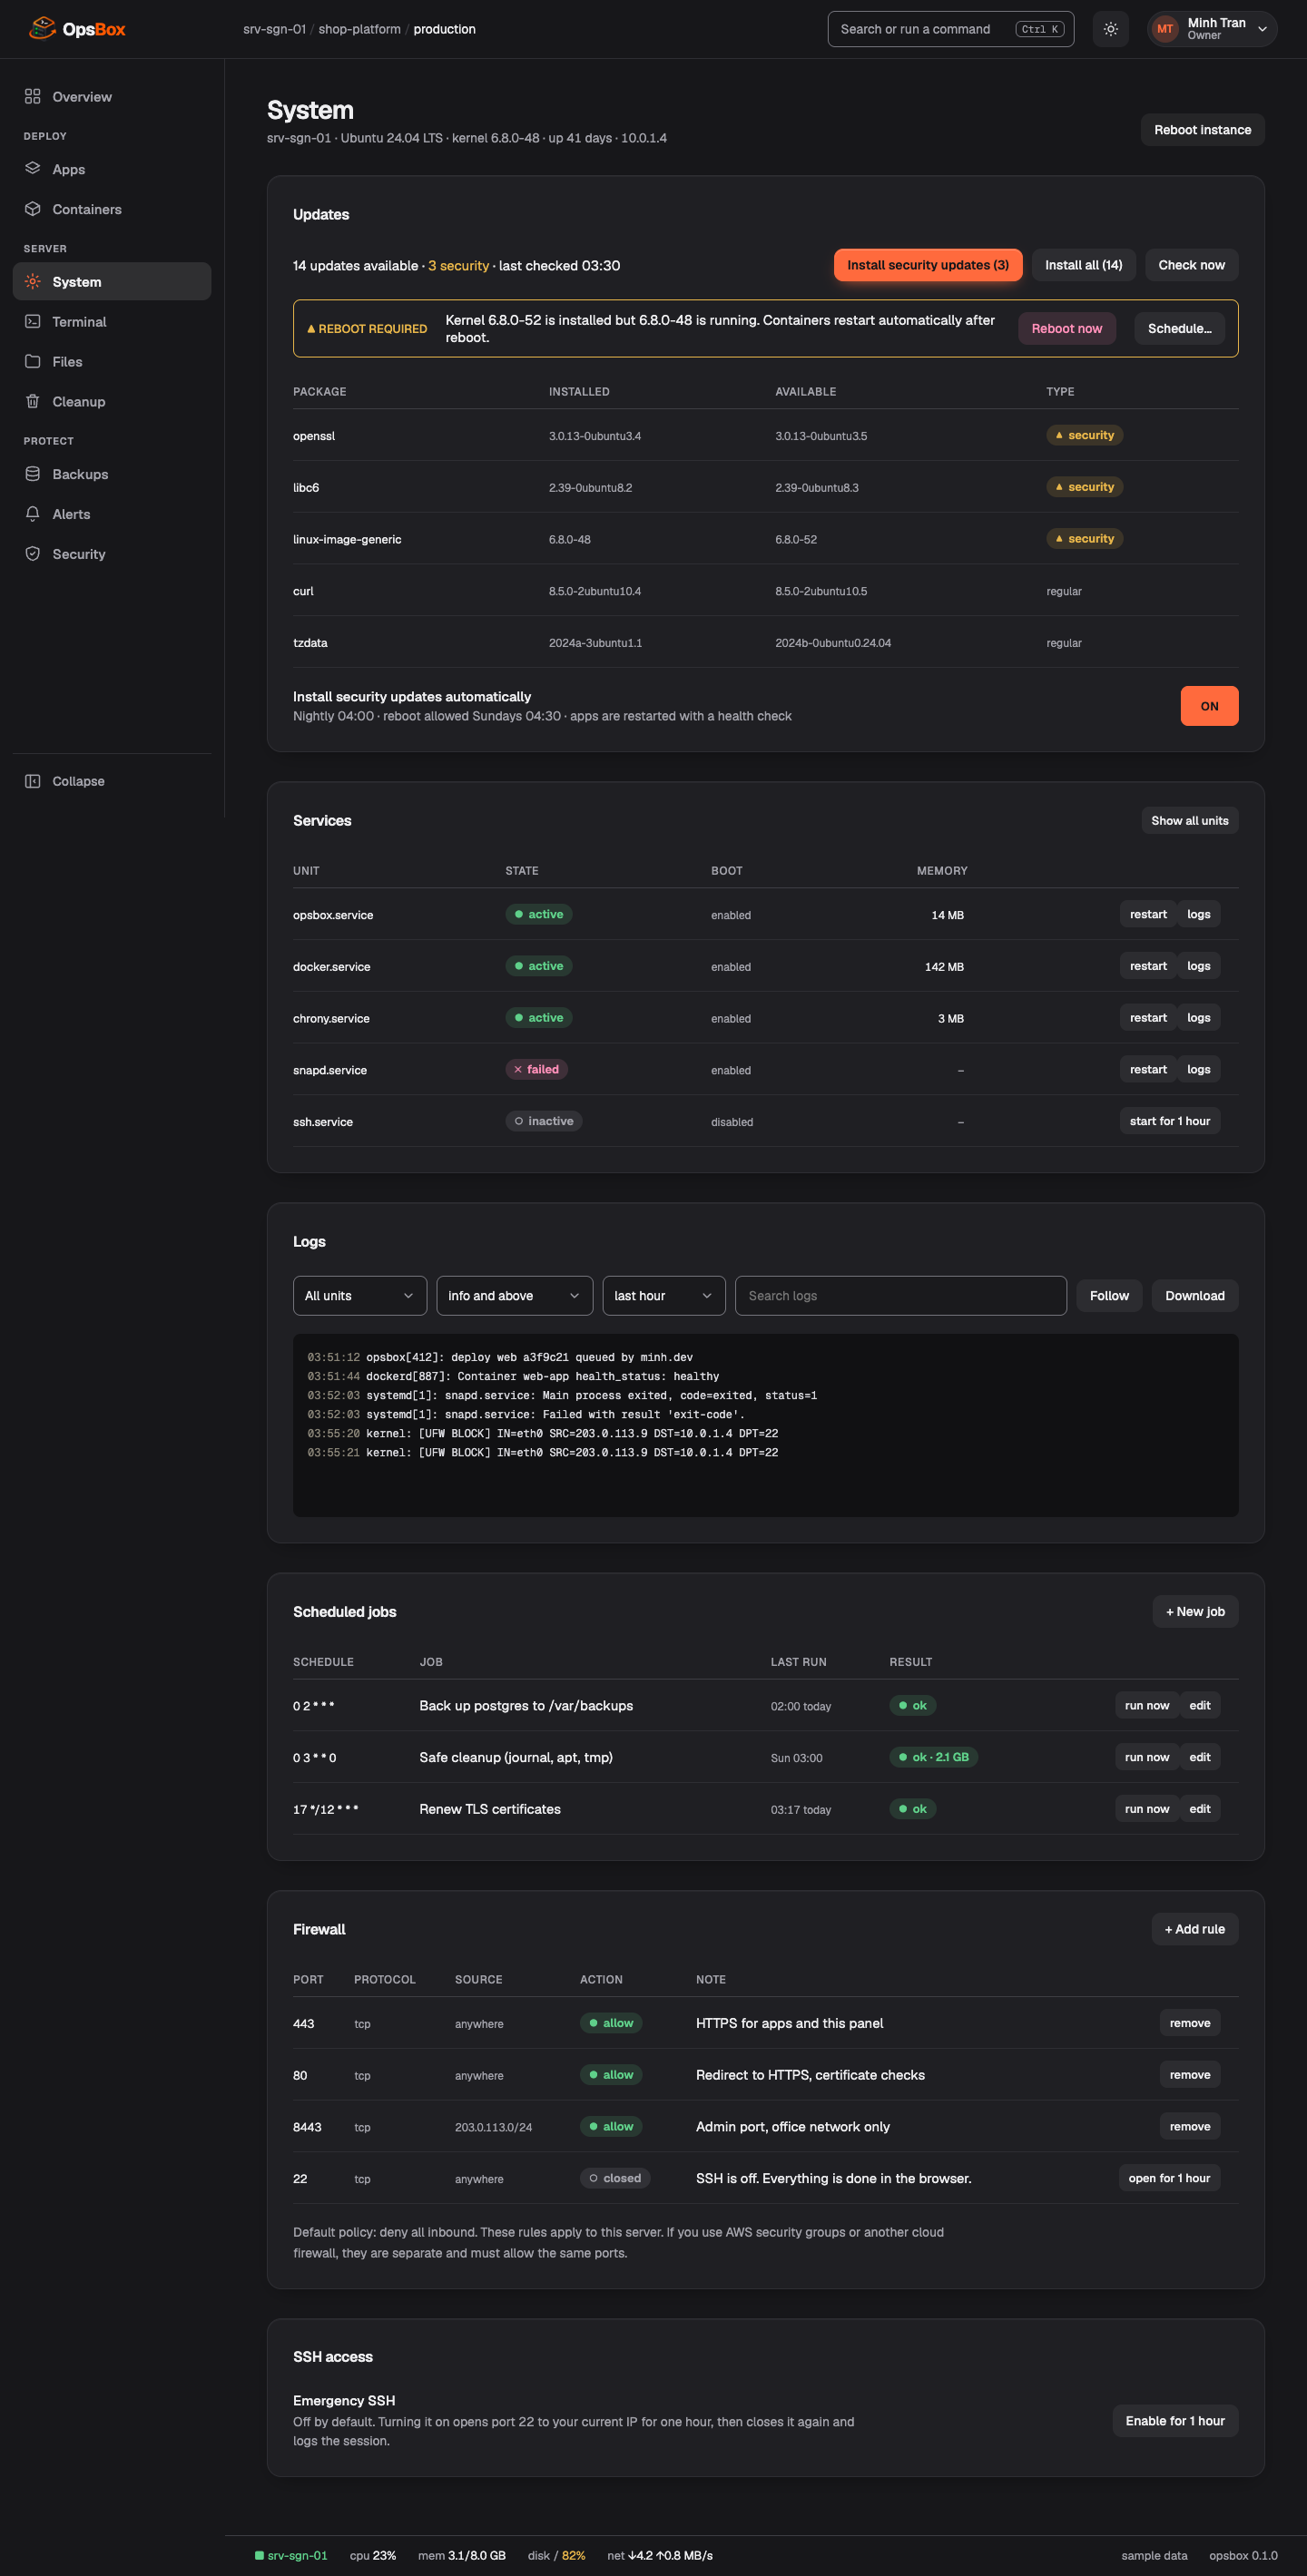 OpsBox
srv-sgn-01 / shop-platform / production
Search or run a command Ctrl K
MT
Minh Tran
Owner
Overview
DEPLOY
Apps
Containers
SERVER
System
Terminal
Files
Cleanup
PROTECT
Backups
Alerts
Security
Collapse
System
srv-sgn-01 · Ubuntu 24.04 LTS · kernel 6.8.0-48 · up 41 days · 10.0.1.4
Reboot instance
Updates
14 updates available · 3 security · last checked 03:30
Install security updates (3)
Install all (14)
Check now
▲ REBOOT REQUIRED
Kernel 6.8.0-52 is installed but 6.8.0-48 is running. Containers restart automatically after
reboot.
Reboot now
Schedule...
PACKAGE INSTALLED AVAILABLE TYPE
openssl 3.0.13-0ubuntu3.4 3.0.13-0ubuntu3.5 ▲ security
libc6 2.39-0ubuntu8.2 2.39-0ubuntu8.3 ▲ security
linux-image-generic 6.8.0-48 6.8.0-52 ▲ security
curl 8.5.0-2ubuntu10.4 8.5.0-2ubuntu10.5 regular
tzdata 2024a-3ubuntu1.1 2024b-0ubuntu0.24.04 regular
Install security updates automatically
Nightly 04:00 · reboot allowed Sundays 04:30 · apps are restarted with a health check
ON
Services
Show all units
UNIT STATE BOOT MEMORY
opsbox.service ● active enabled 14 MB restart logs
docker.service ● active enabled 142 MB restart logs
chrony.service ● active enabled 3 MB restart logs
snapd.service × failed enabled – restart logs
ssh.service ○ inactive disabled – start for 1 hour
Logs
All units
info and above
last hour
Search logs
Follow
Download
03:51:12 opsbox[412]: deploy web a3f9c21 queued by minh.dev
03:51:44 dockerd[887]: Container web-app health_status: healthy
03:52:03 systemd[1]: snapd.service: Main process exited, code=exited, status=1
03:52:03 systemd[1]: snapd.service: Failed with result 'exit-code'.
03:55:20 kernel: [UFW BLOCK] IN=eth0 SRC=203.0.113.9 DST=10.0.1.4 DPT=22
03:55:21 kernel: [UFW BLOCK] IN=eth0 SRC=203.0.113.9 DST=10.0.1.4 DPT=22
Scheduled jobs
+ New job
SCHEDULE JOB LAST RUN RESULT
0 2 * * * Back up postgres to /var/backups 02:00 today ● ok run now edit
0 3 * * 0 Safe cleanup (journal, apt, tmp) Sun 03:00 ● ok · 2.1 GB run now edit
17 */12 * * * Renew TLS certificates 03:17 today ● ok run now edit
Firewall
+ Add rule
PORT PROTOCOL SOURCE ACTION NOTE
443 tcp anywhere ● allow HTTPS for apps and this panel remove
80 tcp anywhere ● allow Redirect to HTTPS, certificate checks remove
8443 tcp 203.0.113.0/24 ● allow Admin port, office network only remove
22 tcp anywhere ○ closed SSH is off. Everything is done in the browser. open for 1 hour
Default policy: deny all inbound. These rules apply to this server. If you use AWS security groups or another cloud
firewall, they are separate and must allow the same ports.
SSH access
Emergency SSH
Off by default. Turning it on opens port 22 to your current IP for one hour, then closes it again and
logs the session.
Enable for 1 hour
srv-sgn-01 cpu 23% mem 3.1/8.0 GB disk / 82% net ↓4.2 ↑0.8 MB/s sample data opsbox 0.1.0